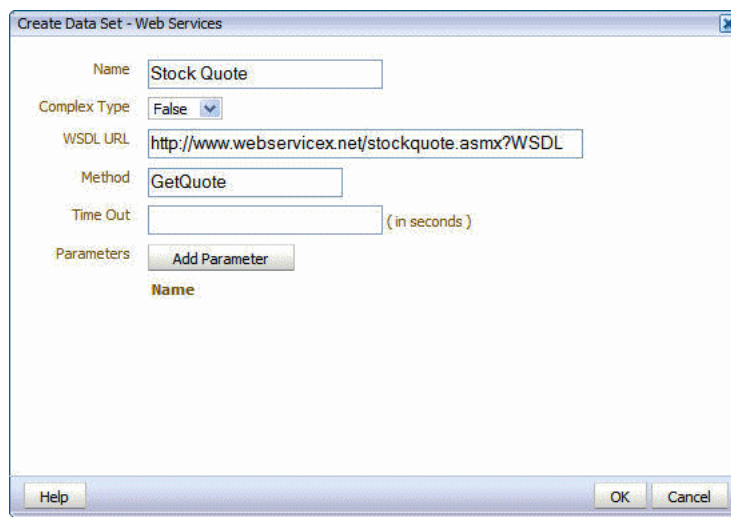 Create Data Set - Web Services
Name Stock Quote
Complex Type False
WSDL URL http://www.webservicex.net/stockquote.asmx?WSDL
Method GetQuote
Time Out ( in seconds )
Parameters Add Parameter
Name
Help OK Cancel